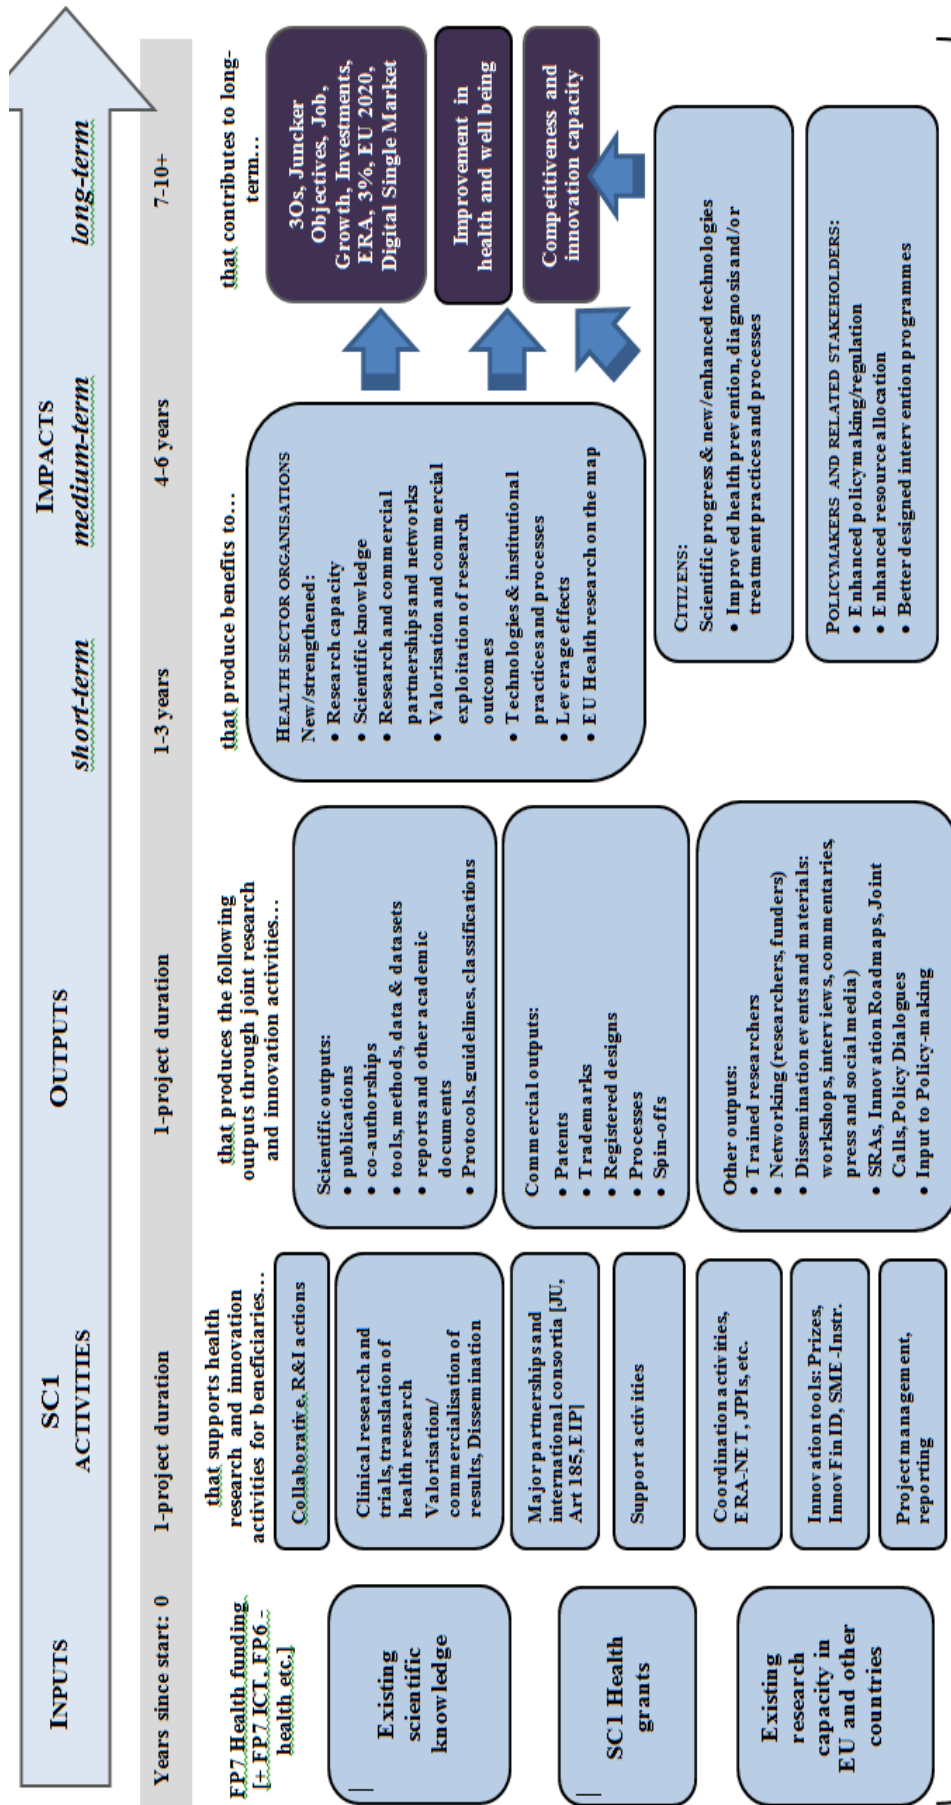 INPUTS
SC1
ACTIVITIES
OUTPUTS
IMPACTS
short-term
medium-term
long-term
Years since start: 0
1-project duration
1-project duration
1-3 years
4-6 years
7-10+
FP7 Health funding
[+ FP7 ICT, FP6 -
health etc.]
Existing
scientific
knowledge
SC1 Health
grants
Existing
research
capacity in
EU and other
countries
that supports health
research and innovation
activities for beneficiaries…
Collaborative R&I actions
Clinical research and
trials, translation of
health research
Valorisation/
commercialisation of
results, Dissemination
Major partnerships and
international consortia [JU,
Art 185, EIP]
Support activities
Coordination activities,
ERA-NET, JPIs, etc.
Innovation tools: Prizes,
InnovFin ID, SME-Instr.
Project management,
reporting
that produces the following
outputs through joint research
and innovation activities…
Scientific outputs:
• publications
• co-authorships
• tools, methods, data & datasets
• reports and other academic
documents
• Protocols, guidelines, classifications
Commercial outputs:
• Patents
• Trademarks
• Registered designs
• Processes
• Spin-offs
Other outputs:
• Trained researchers
• Networking (researchers, funders)
• Dissemination events and materials:
workshops, interviews, commentaries,
press and social media)
• SRAs, Innovation Roadmaps, Joint
Calls, Policy Dialogues
• Input to Policy-making
that produce benefits to…
HEALTH SECTOR ORGANISATIONS
New/strengthened:
• Research capacity
• Scientific knowledge
• Research and commercial
partnerships and networks
• Valorisation and commercial
exploitation of research
outcomes
• Technologies & institutional
practices and processes
• Leverage effects
• EU Health research on the map
CITIZENS:
Scientific progress & new/enhanced technologies
• Improved health prevention, diagnosis and/or
treatment practices and processes
POLICYMAKERS AND RELATED STAKEHOLDERS:
• Enhanced policymaking/regulation
• Enhanced resource allocation
• Better designed intervention programmes
that contributes to long-
term…
3Os, Juncker
Objectives, Job,
Growth, Investments,
ERA, 3%, EU 2020,
Digital Single Market
Improvement in
health and well being
Competitiveness and
innovation capacity